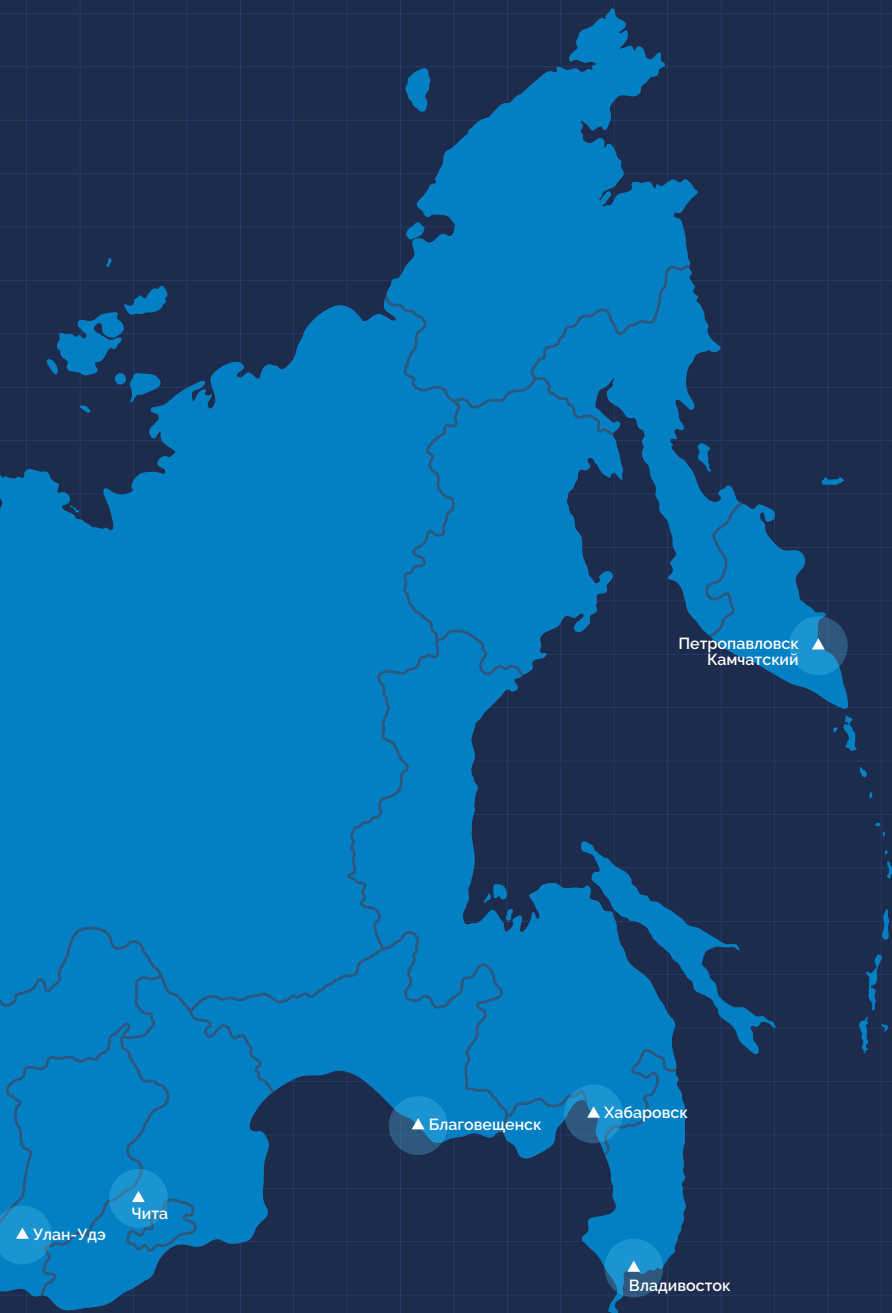 Петропавловск
Камчатский
Хабаровск
Благовещенск
Чита
Улан-Удэ
Владивосток